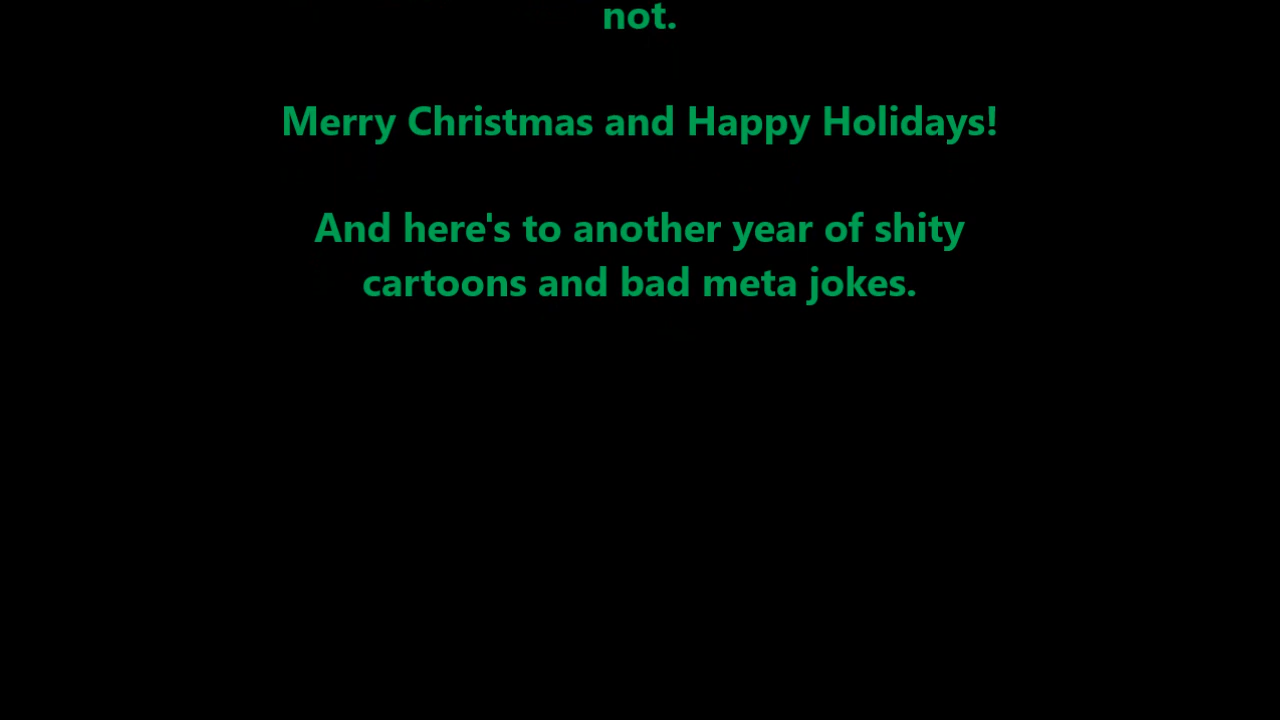 not.
Merry Christmas and Happy Holidays!
And here's to another year of shity
cartoons and bad meta jokes.